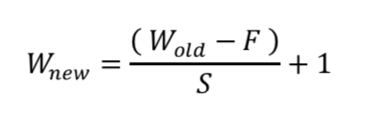 W_new = ( W_old − F ) / S + 1